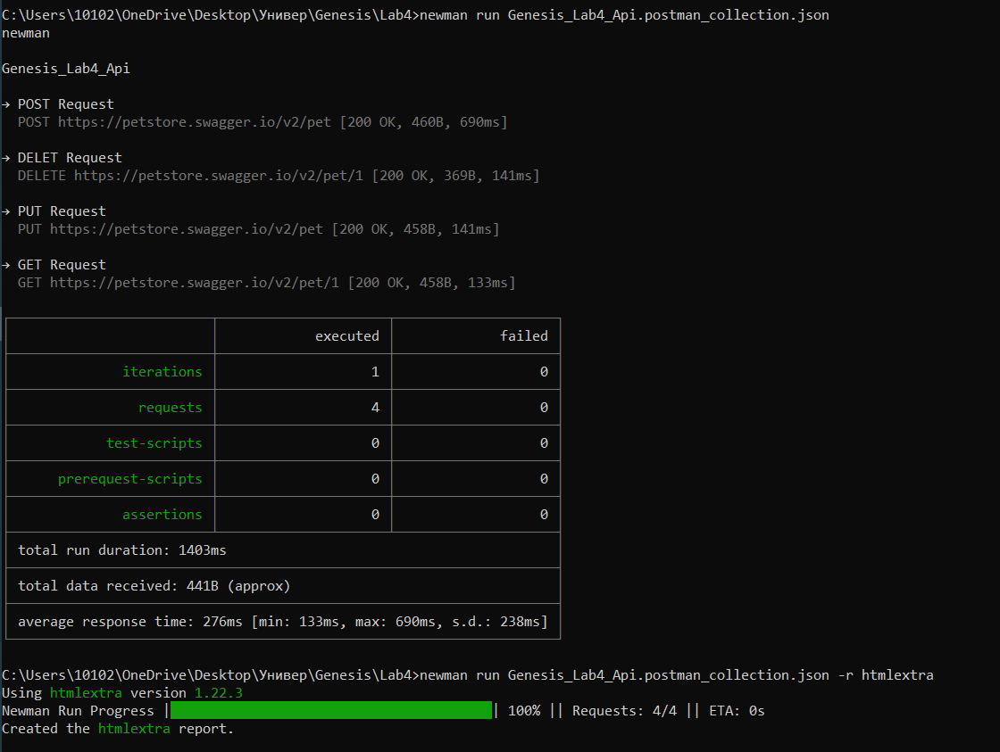 C:\Users\10102\OneDrive\Desktop\Универ\Genesis\Lab4>newman run Genesis_Lab4_Api.postman_collection.json
newman
Genesis_Lab4_Api
→ POST Request
POST https://petstore.swagger.io/v2/pet [200 OK, 460B, 690ms]
→ DELET Request
DELETE https://petstore.swagger.io/v2/pet/1 [200 OK, 369B, 141ms]
→ PUT Request
PUT https://petstore.swagger.io/v2/pet [200 OK, 458B, 141ms]
→ GET Request
GET https://petstore.swagger.io/v2/pet/1 [200 OK, 458B, 133ms]
executed failed
iterations 1 0
requests 4 0
test-scripts 0 0
prerequest-scripts 0 0
assertions 0 0
total run duration: 1403ms
total data received: 441B (approx)
average response time: 276ms [min: 133ms, max: 690ms, s.d.: 238ms]
C:\Users\10102\OneDrive\Desktop\Универ\Genesis\Lab4>newman run Genesis_Lab4_Api.postman_collection.json -r htmlextra
Using htmlextra version 1.22.3
Newman Run Progress | | 100% || Requests: 4/4 || ETA: 0s
Created the htmlextra report.